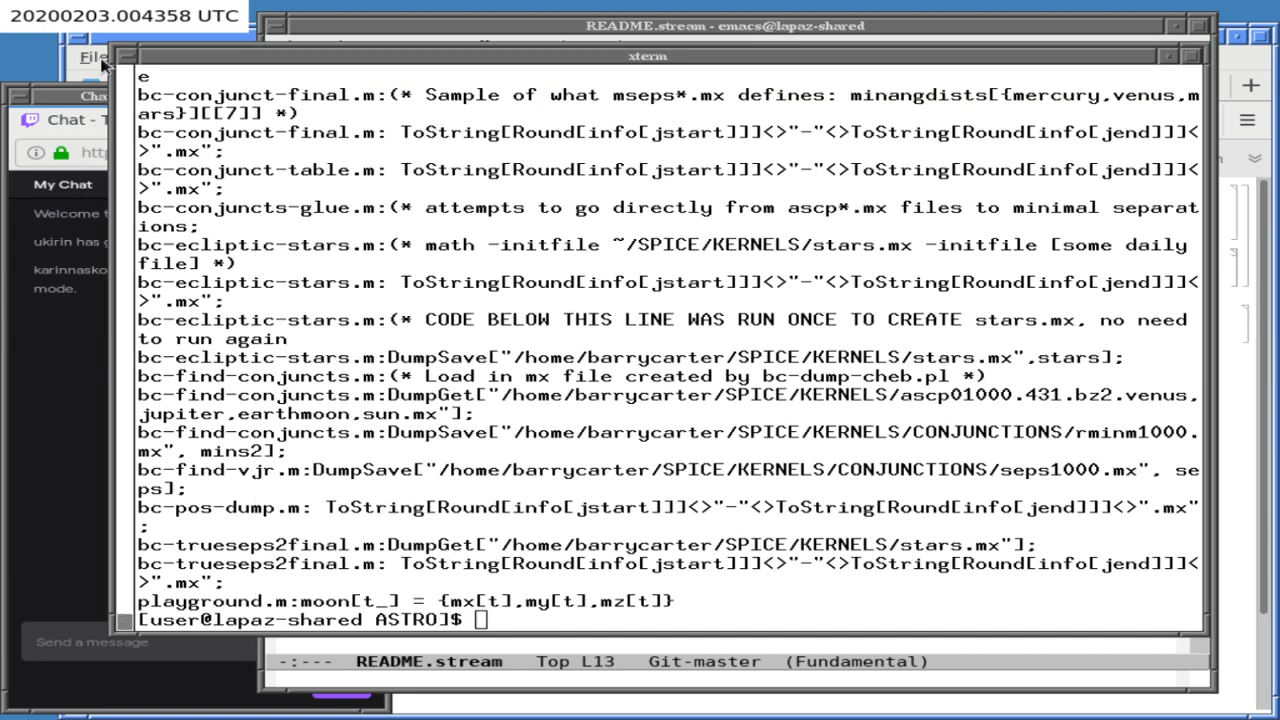 20200203.004358 UTC
README.stream - emacs@lapaz-shared
File
xterm
Cha
Chat - T
http
My Chat
Welcome t
ukirin has g
karinnasko
mode.
Send a message
e
bc-conjunct-final.m:(* Sample of what mseps*.mx defines: minangdists[{mercury,venus,m
ars}][[7]] *)
bc-conjunct-final.m: ToString[Round[info[jstart]]]<>"-"<>ToString[Round[info[jend]]]<
>".mx";
bc-conjunct-table.m: ToString[Round[info[jstart]]]<>"-"<>ToString[Round[info[jend]]]<
>".mx";
bc-conjuncts-glue.m:(* attempts to go directly from ascp*.mx files to minimal separat
ions;
bc-ecliptic-stars.m:(* math -initfile ~/SPICE/KERNELS/stars.mx -initfile [some daily
file] *)
bc-ecliptic-stars.m: ToString[Round[info[jstart]]]<>"-"<>ToString[Round[info[jend]]]<
>".mx";
bc-ecliptic-stars.m:(* CODE BELOW THIS LINE WAS RUN ONCE TO CREATE stars.mx, no need
to run again
bc-ecliptic-stars.m:DumpSave["/home/barrycarter/SPICE/KERNELS/stars.mx",stars];
bc-find-conjuncts.m:(* Load in mx file created by bc-dump-cheb.pl *)
bc-find-conjuncts.m:DumpGet["/home/barrycarter/SPICE/KERNELS/ascp01000.431.bz2.venus,
jupiter,earthmoon,sun.mx"];
bc-find-conjuncts.m:DumpSave["/home/barrycarter/SPICE/KERNELS/CONJUNCTIONS/rminm1000.
mx", mins2];
bc-find-vjr.m:DumpSave["/home/barrycarter/SPICE/KERNELS/CONJUNCTIONS/seps1000.mx", se
ps];
bc-pos-dump.m: ToString[Round[info[jstart]]]<>"-"<>ToString[Round[info[jend]]]<>".mx"
;
bc-trueseps2final.m:DumpGet["/home/barrycarter/SPICE/KERNELS/stars.mx"];
bc-trueseps2final.m: ToString[Round[info[jstart]]]<>"-"<>ToString[Round[info[jend]]]<
>".mx";
playground.m:moon[t_] = {mx[t],my[t],mz[t]}
[user@lapaz-shared ASTRO]$
-:--- README.stream Top L13 Git-master (Fundamental)